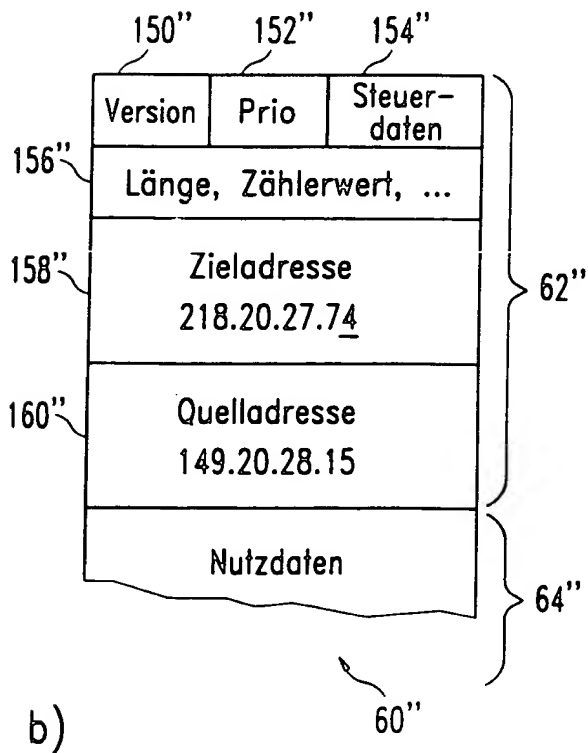 150'' 152'' 154''
Version Prio Steuer-
daten
156''
Länge, Zählerwert, ...
158''
Zieladresse
218.20.27.74
62''
160''
Quelladresse
149.20.28.15
Nutzdaten
64''
60''
b)